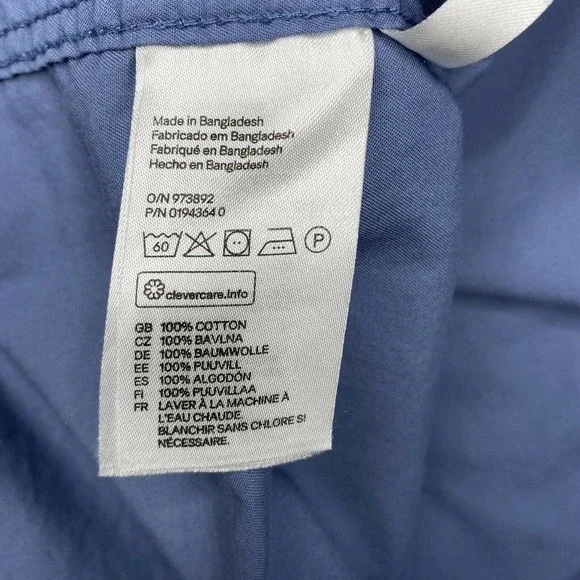 Made in Bangladesh
Fabricado em Bangladesh
Fabriqué en Bangladesh
Hecho en Bangladesh
O/N 973892
P/N 0194364 0
60 P
clevercare.info
GB 100% COTTON
CZ 100% BAVLNA
DE 100% BAUMWOLLE
EE 100% PUUVILL
ES 100% ALGODÓN
FI 100% PUUVILLAA
FR LAVER À LA MACHINE À
L'EAU CHAUDE.
BLANCHIR SANS CHLORE SI
NÉCESSAIRE.